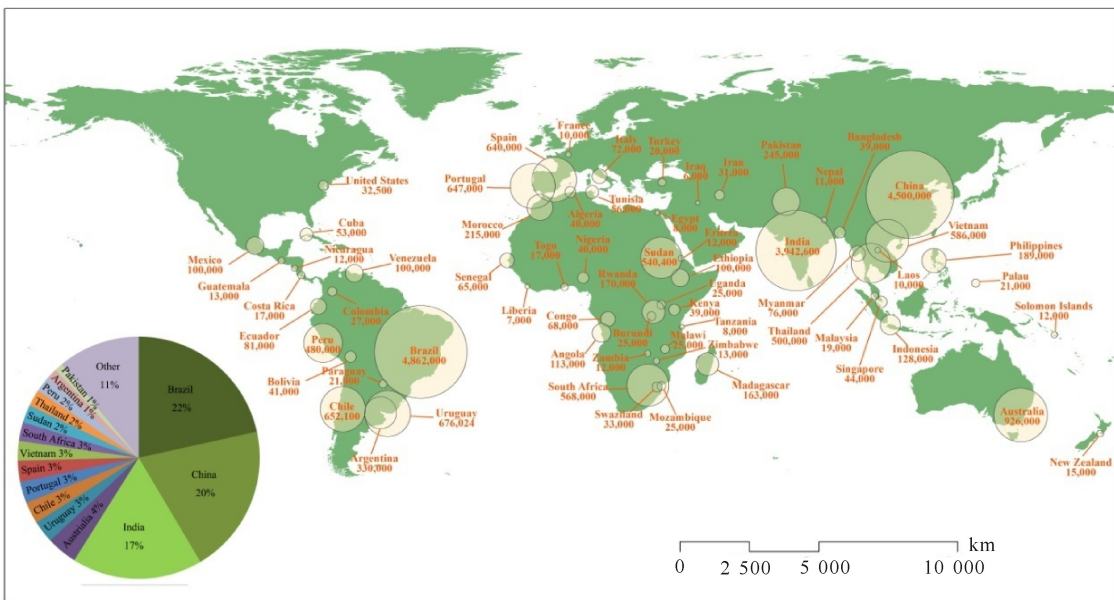 France
10,000
Spain
640,000
Italy
72,000
Turkey
20,000
Portugal
647,000
Iraq
6,000
Iran
31,000
Pakistan
245,000
Bangladesh
39,000
Nepal
11,000
China
4,500,000
United States
32,500
Morocco
215,000
Algeria
40,000
Tunisia
56,000
Egypt
8,000
Eritrea
12,000
India
3,942,600
Vietnam
586,000
Cuba
53,000
Mexico
100,000
Nicaragua
12,000
Venezuela
100,000
Guatemala
13,000
Costa Rica
17,000
Senegal
65,000
Togo
17,000
Nigeria
40,000
Sudan
540,400
Ethiopia
100,000
Laos
10,000
Philippines
189,000
Palau
21,000
Liberia
7,000
Rwanda
170,000
Uganda
25,000
Myanmar
76,000
Solomon Islands
12,000
Colombia
27,000
Ecuador
81,000
Congo
68,000
Kenya
39,000
Burundi
25,000
Tanzania
8,000
Thailand
500,000
Malaysia
19,000
Singapore
44,000
Indonesia
128,000
Peru
480,000
Brazil
4,862,000
Angola
113,000
Zambia
12,000
Malawi
Zimbabwe
13,000
Bolivia
41,000
Paraguay
21,000
South Africa
568,000
Madagascar
163,000
Chile
652,100
Uruguay
676,024
Swaziland
33,000
Mozambique
25,000
Australia
926,000
Argentina
330,000
New Zealand
15,000
Other
11%
Brazil
22%
China
20%
India
17%
Austrialia 4%
Uruguay 3%
Chile 3%
Portugal 3%
Spain 3%
Vietnam 3%
South Africa 3%
Sudan 2%
Thailand 2%
Peru 2%
Argentina 1%
Pakistan 1%
km
0 2 500 5 000 10 000